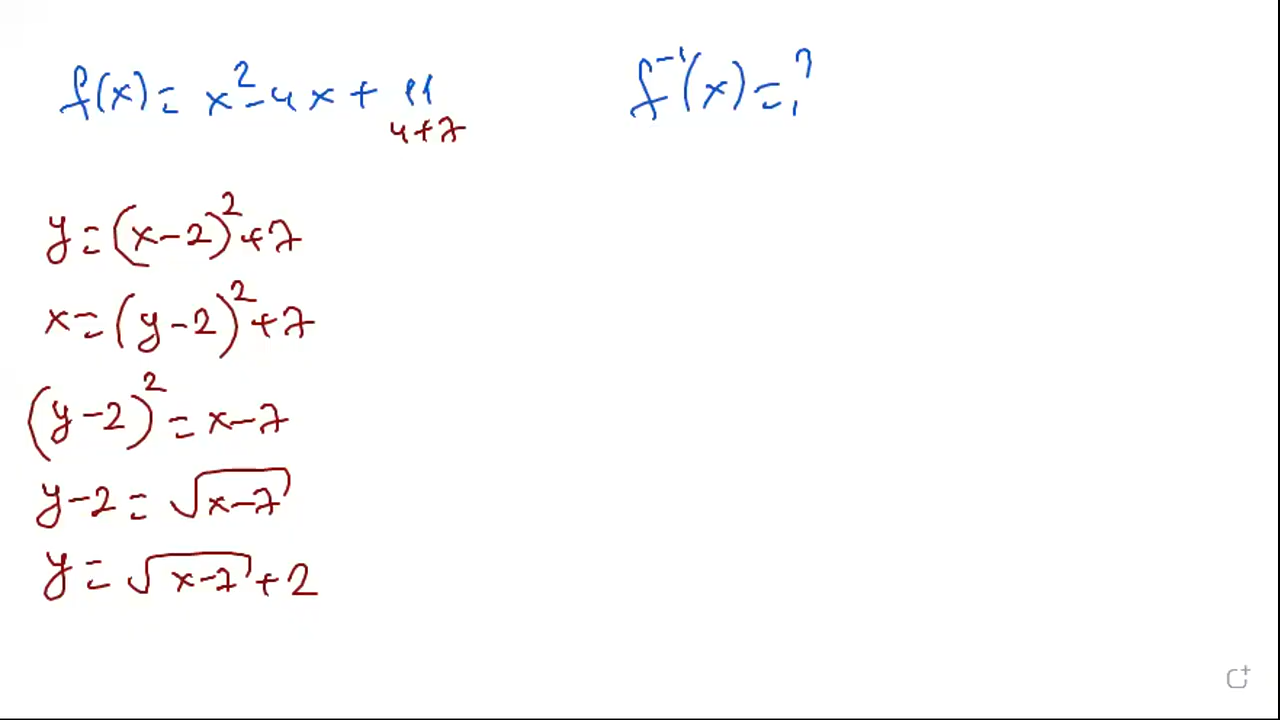 f(x) = x² - 4x + 11
4+7
f⁻¹(x) = ?
y = (x-2)² + 7
x = (y-2)² + 7
(y-2)² = x-7
y-2 = √(x-7)
y = √(x-7) + 2